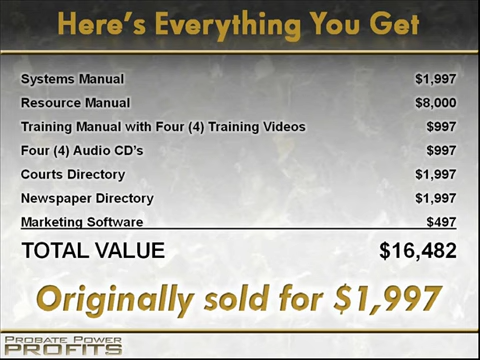 Here's Everything You Get
Systems Manual $1,997
Resource Manual $8,000
Training Manual with Four (4) Training Videos $997
Four (4) Audio CD's $997
Courts Directory $1,997
Newspaper Directory $1,997
Marketing Software $497
TOTAL VALUE $16,482
Originally sold for $1,997
PROBATE POWER
PROFITS